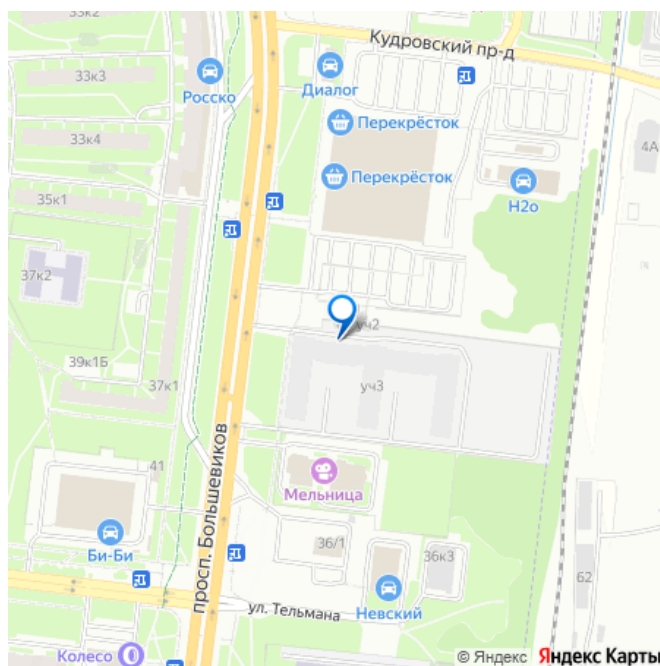 33к2
Кудровский пр-д
33к3
Росско
Диалог
33к4
Перекрёсток
4А
Перекрёсток
Н2о
35к1
37к2
уч2
39к1Б
37к1
уч3
просп. Большевиков
41
Мельница
Би-Би
36/1
36к3
62
ул. Тельмана
Невский
Колесо
© Яндекс Яндекс Карты